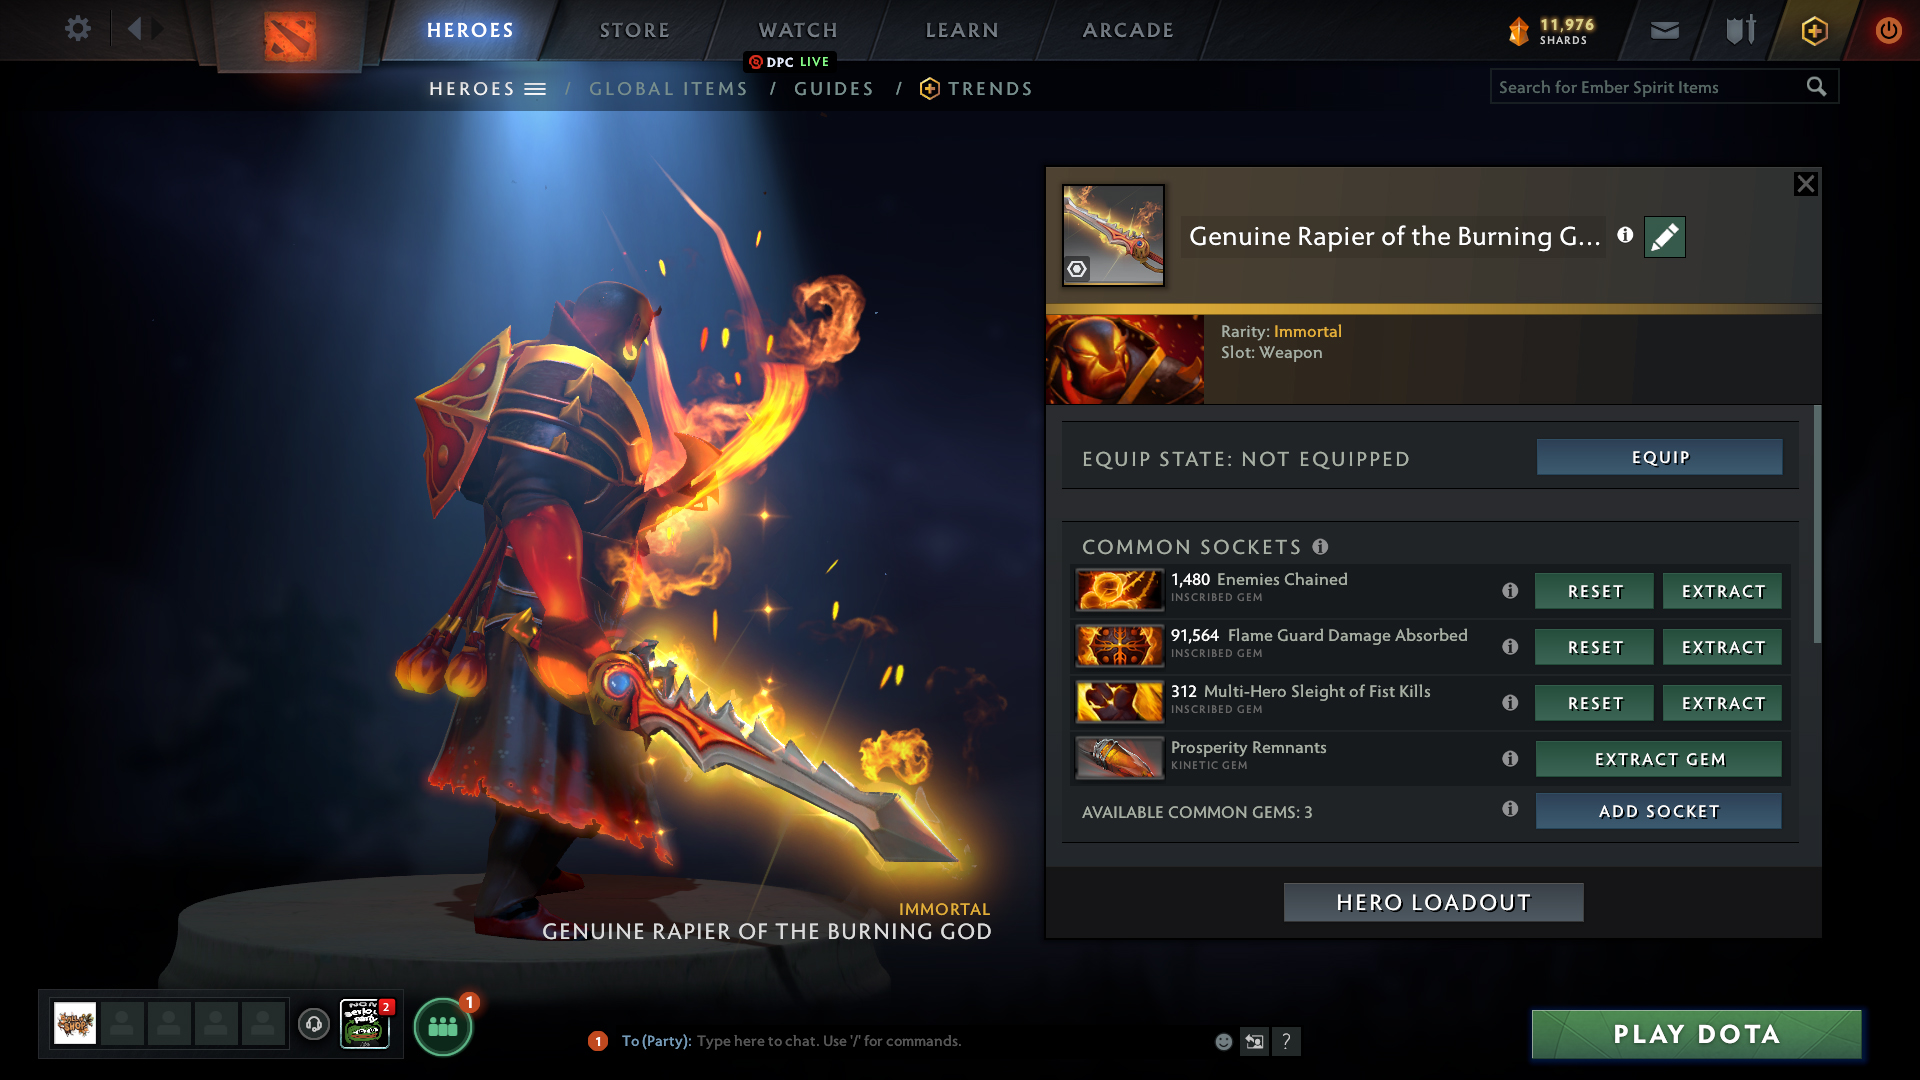 HEROES
STORE
WATCH
LEARN
ARCADE
11,976
SHARDS
DPC LIVE
HEROES / GLOBAL ITEMS / GUIDES / TRENDS
Search for Ember Spirit Items
Genuine Rapier of the Burning G...
Rarity: Immortal
Slot: Weapon
EQUIP STATE: NOT EQUIPPED
EQUIP
COMMON SOCKETS
1,480 Enemies Chained
INSCRIBED GEM
RESET
EXTRACT
91,564 Flame Guard Damage Absorbed
INSCRIBED GEM
RESET
EXTRACT
312 Multi-Hero Sleight of Fist Kills
INSCRIBED GEM
RESET
EXTRACT
Prosperity Remnants
KINETIC GEM
EXTRACT GEM
AVAILABLE COMMON GEMS: 3
ADD SOCKET
HERO LOADOUT
IMMORTAL
GENUINE RAPIER OF THE BURNING GOD
2
1
1
To (Party): Type here to chat. Use '/' for commands.
?
PLAY DOTA